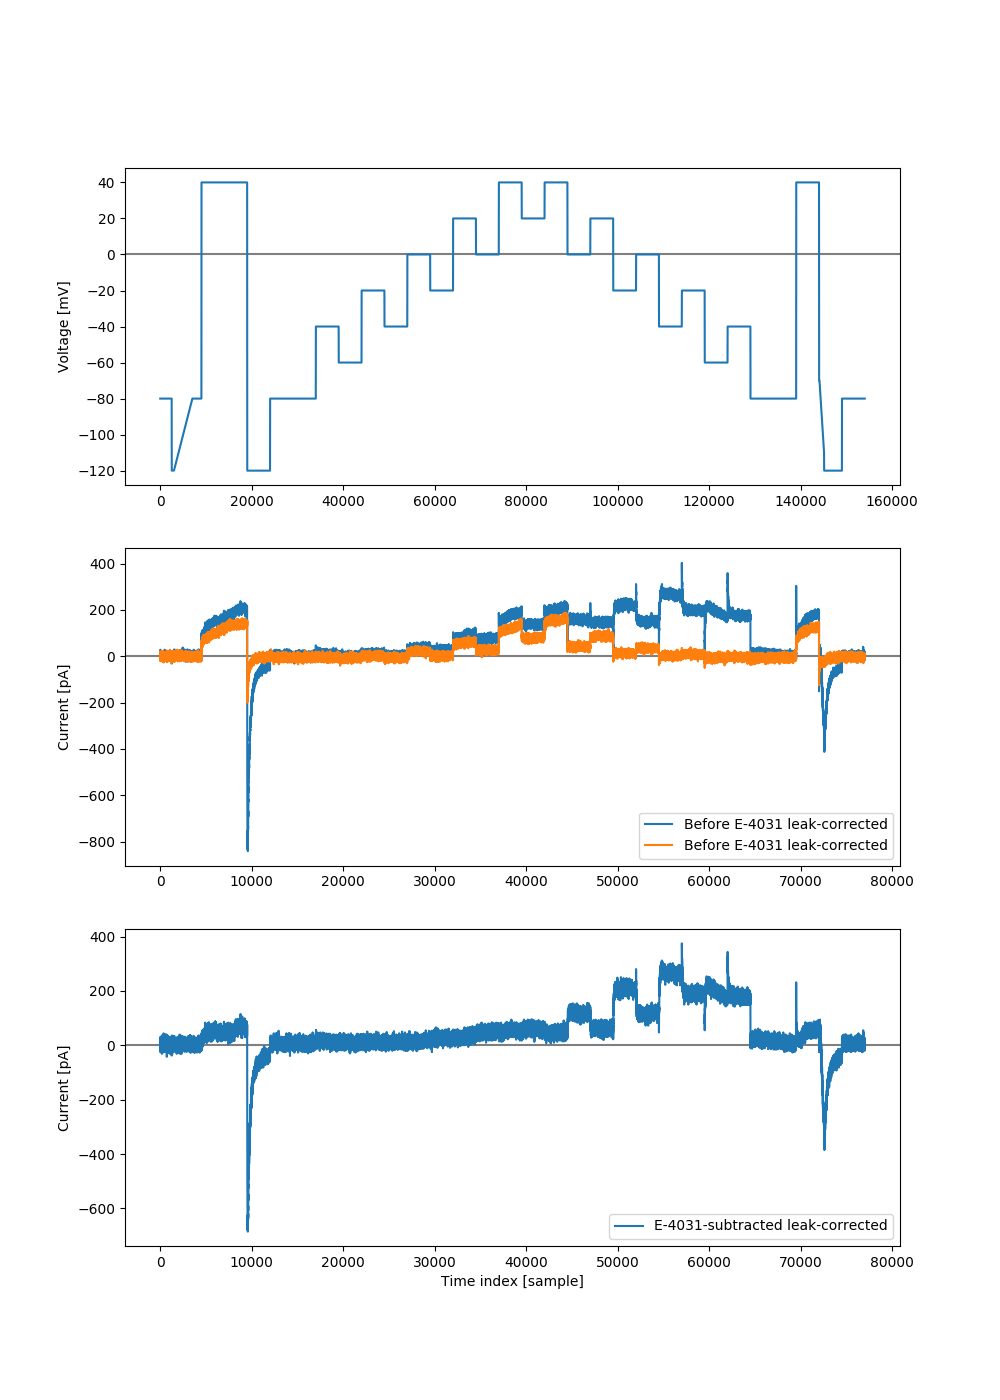 40
20
0
−20
−40
−60
−80
−100
−120
Voltage [mV]
0 20000 40000 60000 80000 100000 120000 140000 160000
400
200
0
−200
−400
−600
−800
Current [pA]
Before E-4031 leak-corrected
Before E-4031 leak-corrected
0 10000 20000 30000 40000 50000 60000 70000 80000
400
200
0
−200
−400
−600
Current [pA]
E-4031-subtracted leak-corrected
0 10000 20000 30000 40000 50000 60000 70000 80000
Time index [sample]